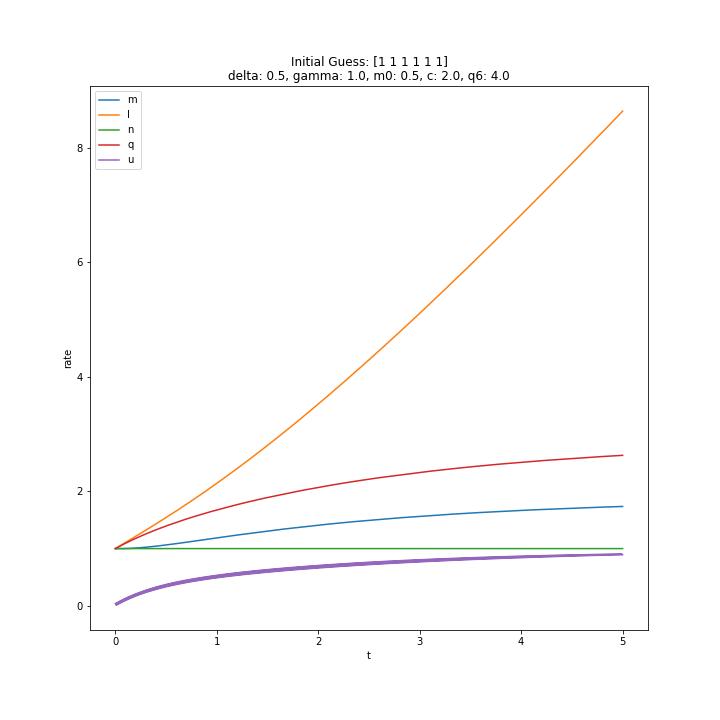 Initial Guess: [1 1 1 1 1 1]
delta: 0.5, gamma: 1.0, m0: 0.5, c: 2.0, q6: 4.0
m
l
n
q
u
8
6
4
2
0
rate
0 1 2 3 4 5
t